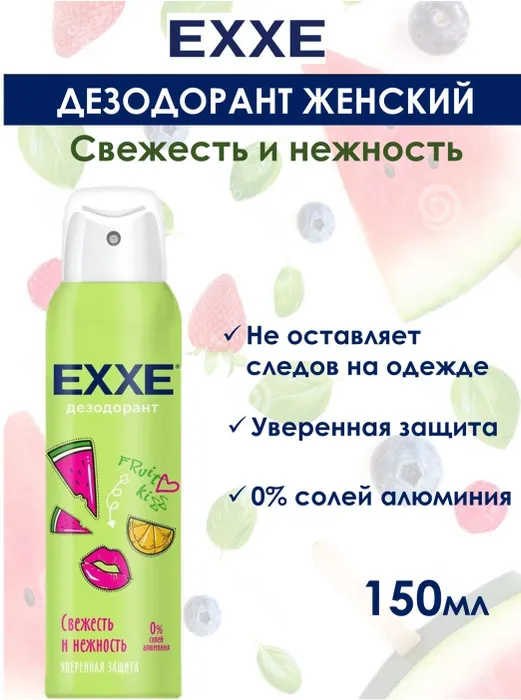 EXXE
ДЕЗОДОРАНТ ЖЕНСКИЙ
Свежесть и нежность
✓ Не оставляет
следов на одежде
✓ Уверенная защита
✓ 0% солей алюминия
150мл
EXXE®
дезодорант
FRuit
kiss
Свежесть
и нежность
0%
солей
алюминия
УВЕРЕННАЯ ЗАЩИТА